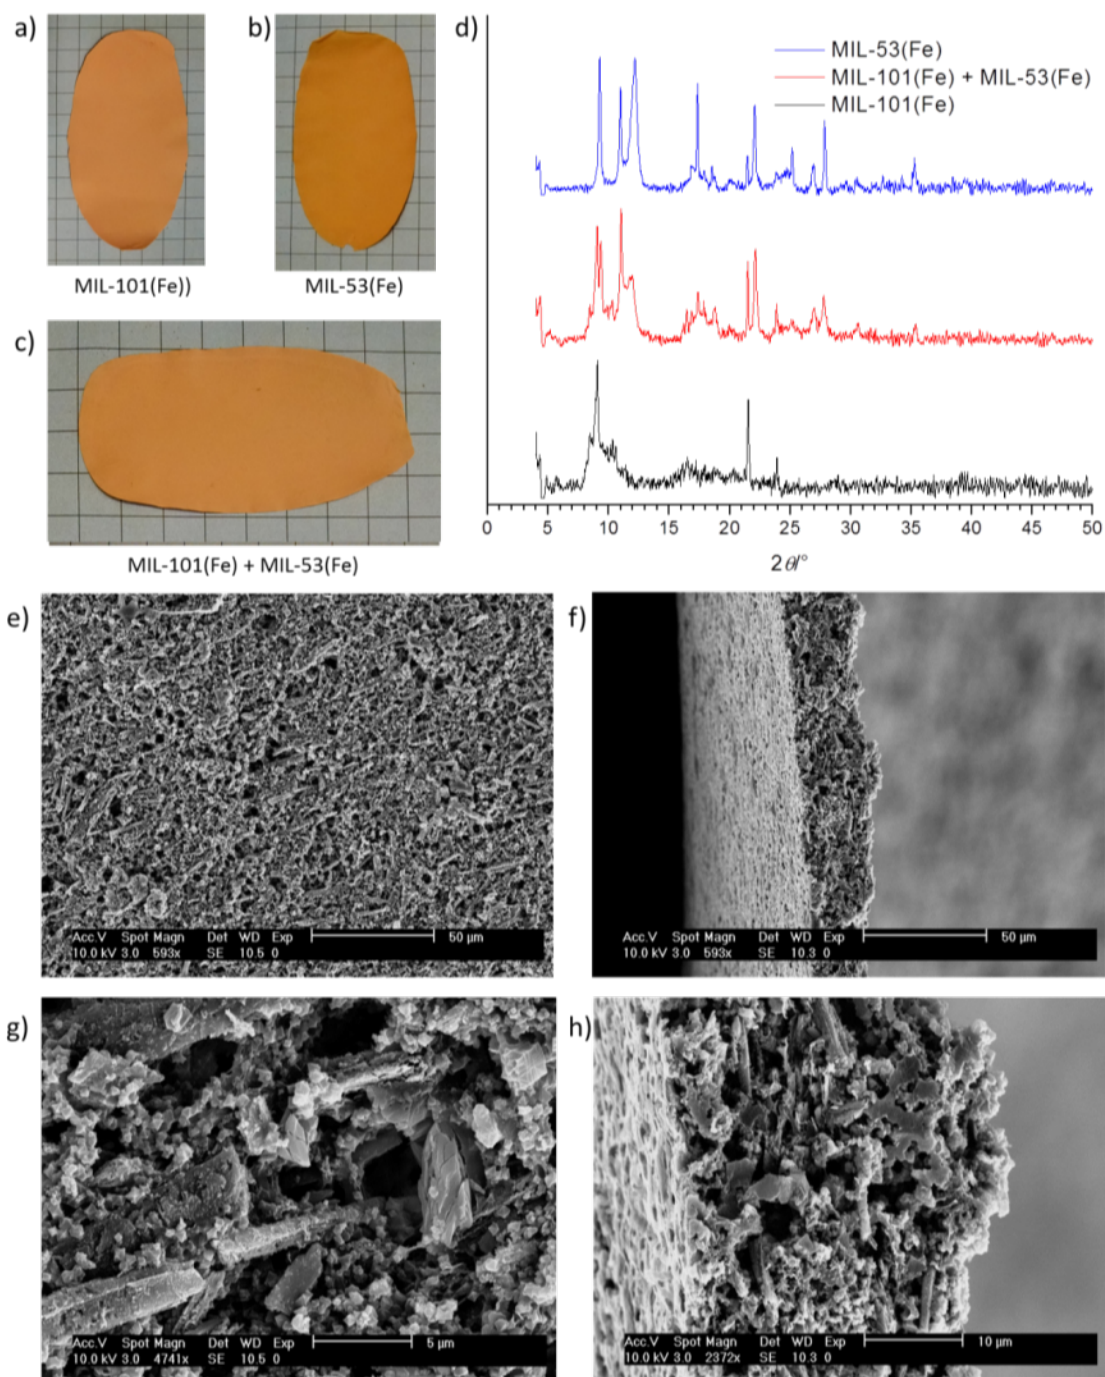 a)
b)
MIL-101(Fe))
MIL-53(Fe)
c)
MIL-101(Fe) + MIL-53(Fe)
d)
MIL-53(Fe)
MIL-101(Fe) + MIL-53(Fe)
MIL-101(Fe)
0 5 10 15 20 25 30 35 40 45 50
2θ/°
e)
Acc.V Spot Magn Det WD Exp 50 µm
10.0 kV 3.0 593x SE 10.5 0
f)
Acc.V Spot Magn Det WD Exp 50 µm
10.0 kV 3.0 593x SE 10.3 0
g)
Acc.V Spot Magn Det WD Exp 5 µm
10.0 kV 3.0 4741x SE 10.5 0
h)
Acc.V Spot Magn Det WD Exp 10 µm
10.0 kV 3.0 2372x SE 10.3 0